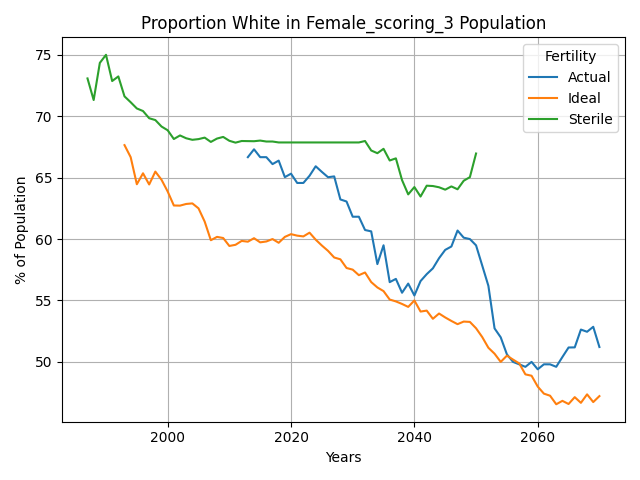 Proportion White in Female_scoring_3 Population
Fertility
Actual
Ideal
Sterile
% of Population
75
70
65
60
55
50
2000
2020
2040
2060
Years